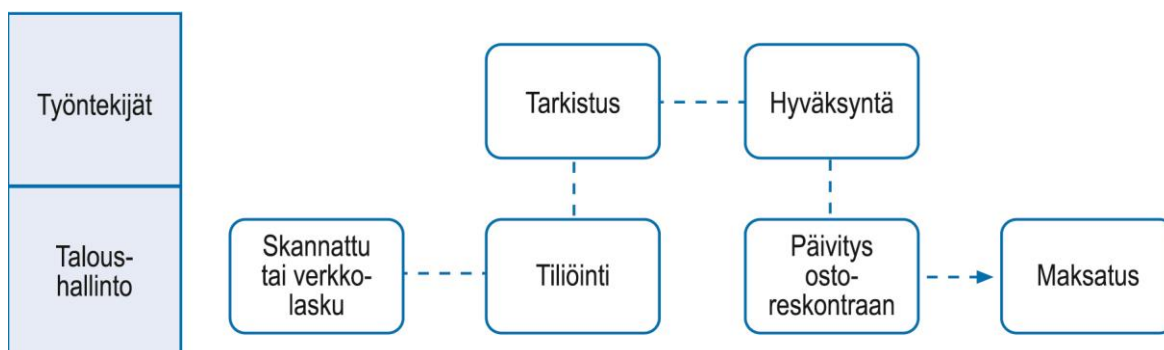 Työntekijät
Tarkistus
Hyväksyntä
Talous-
hallinto
Skannattu
tai verkko-
lasku
Tiliöinti
Päivitys
osto-
reskontraan
Maksatus